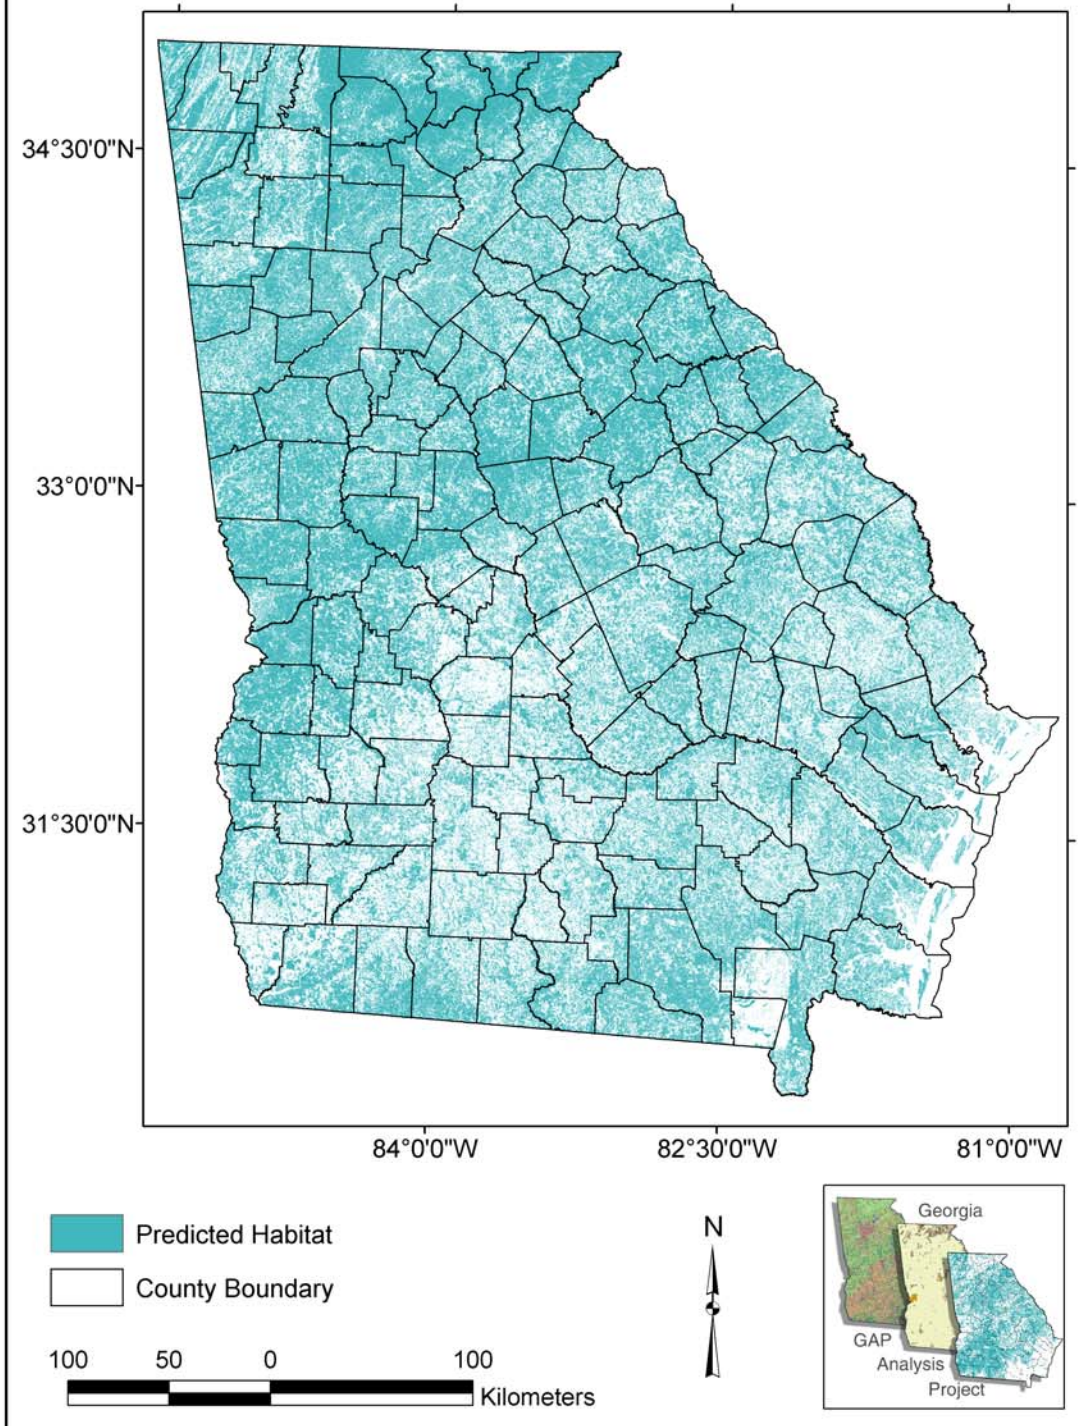 34°30'0"N
33°0'0"N
31°30'0"N
84°0'0"W
82°30'0"W
81°0'0"W
Predicted Habitat
County Boundary
N
100
50
0
100
Kilometers
Georgia
GAP
Analysis
Project